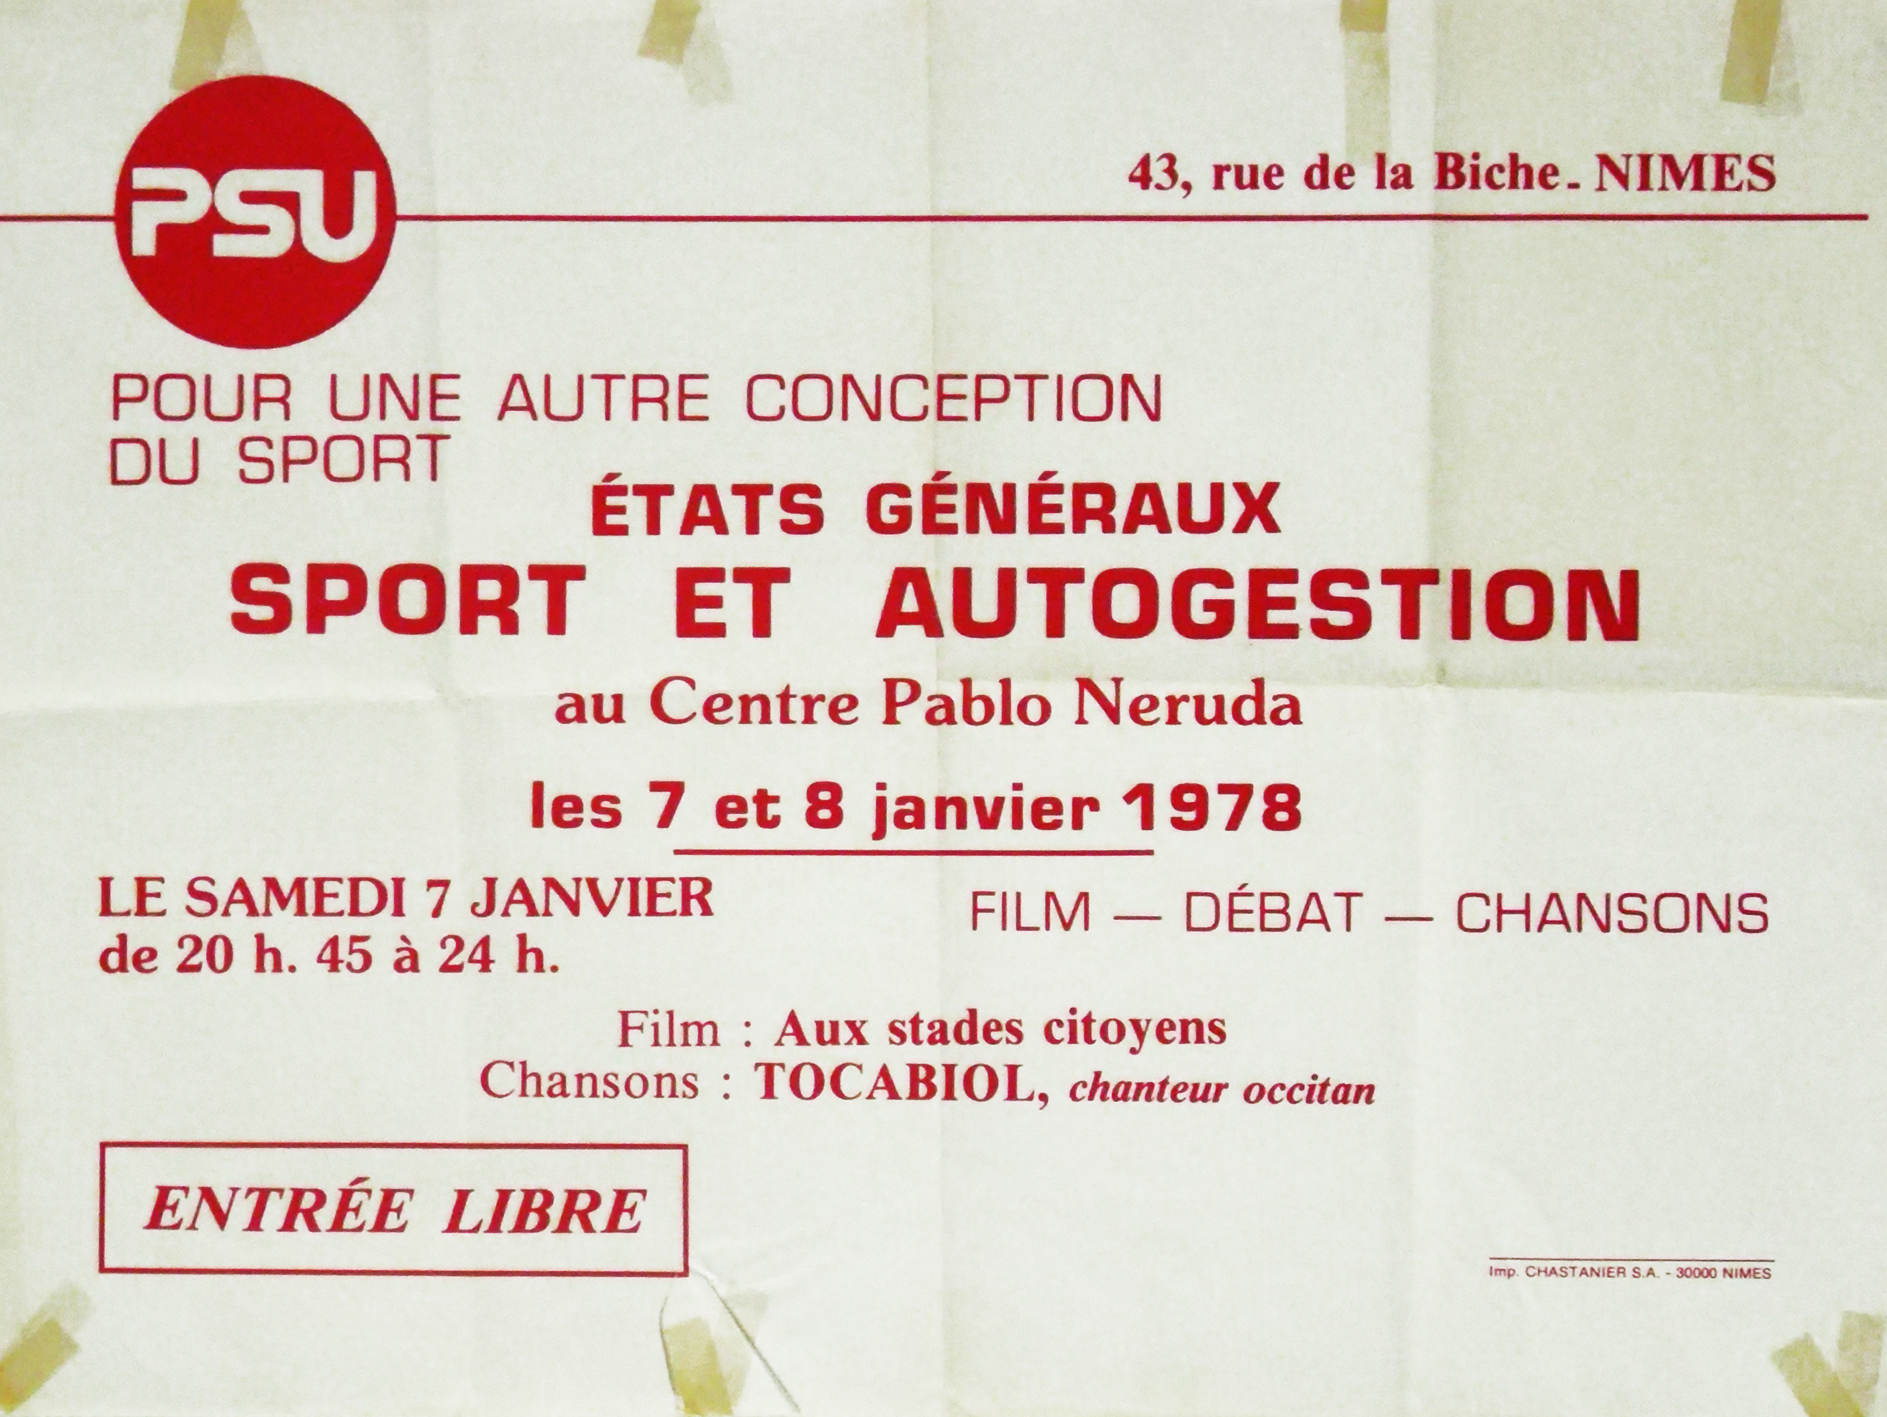 PSU
43, rue de la Biche - NIMES
POUR UNE AUTRE CONCEPTION
DU SPORT
ÉTATS GÉNÉRAUX
SPORT ET AUTOGESTION
au Centre Pablo Neruda
les 7 et 8 janvier 1978
LE SAMEDI 7 JANVIER
de 20 h. 45 à 24 h.
FILM — DÉBAT — CHANSONS
Film : Aux stades citoyens
Chansons : TOCABIOL, chanteur occitan
ENTRÉE LIBRE
Imp. CHASTANIER S.A. - 30000 NIMES